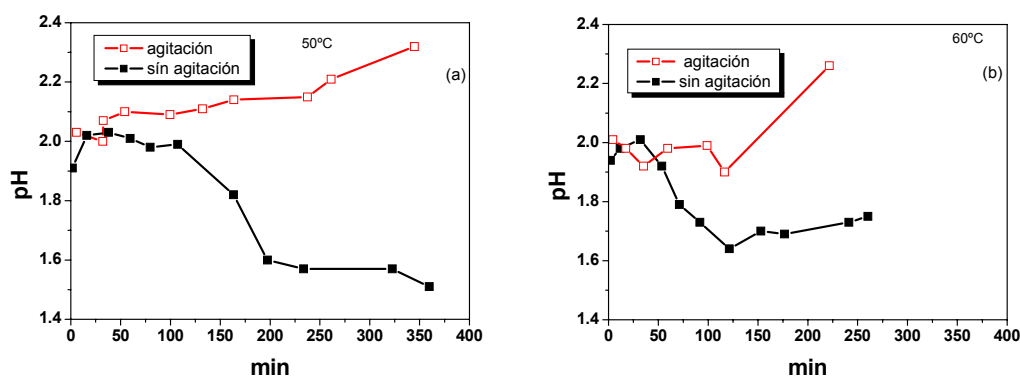 2.4
2.2
2.0
1.8
1.6
1.4
pH
agitación
sín agitación
50ºC
(a)
0 50 100 150 200 250 300 350 400
min
2.4
2.2
2.0
1.8
1.6
1.4
pH
agitación
sin agitación
60ºC
(b)
0 50 100 150 200 250 300 350 400
min